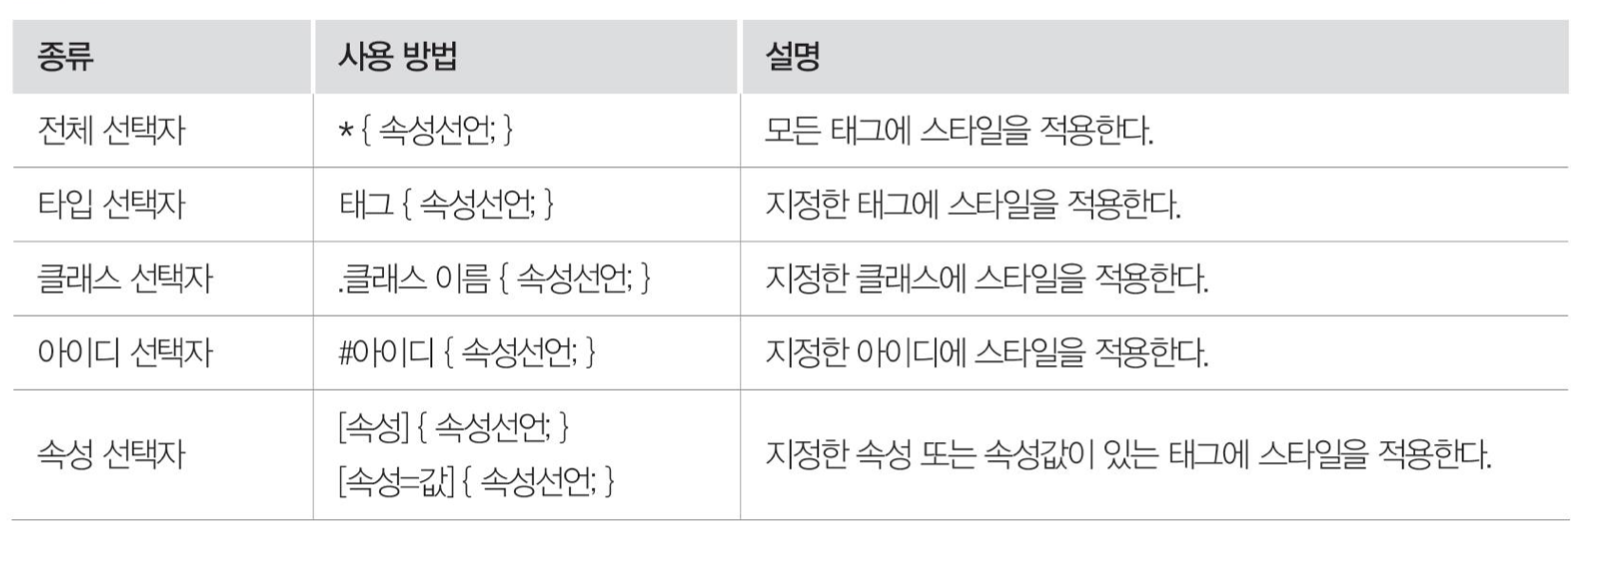 종류 사용 방법 설명
전체 선택자 * { 속성선언; } 모든 태그에 스타일을 적용한다.
타입 선택자 태그 { 속성선언; } 지정한 태그에 스타일을 적용한다.
클래스 선택자 .클래스 이름 { 속성선언; } 지정한 클래스에 스타일을 적용한다.
아이디 선택자 #아이디 { 속성선언; } 지정한 아이디에 스타일을 적용한다.
속성 선택자 [속성] { 속성선언; }
[속성=값] { 속성선언; } 지정한 속성 또는 속성값이 있는 태그에 스타일을 적용한다.